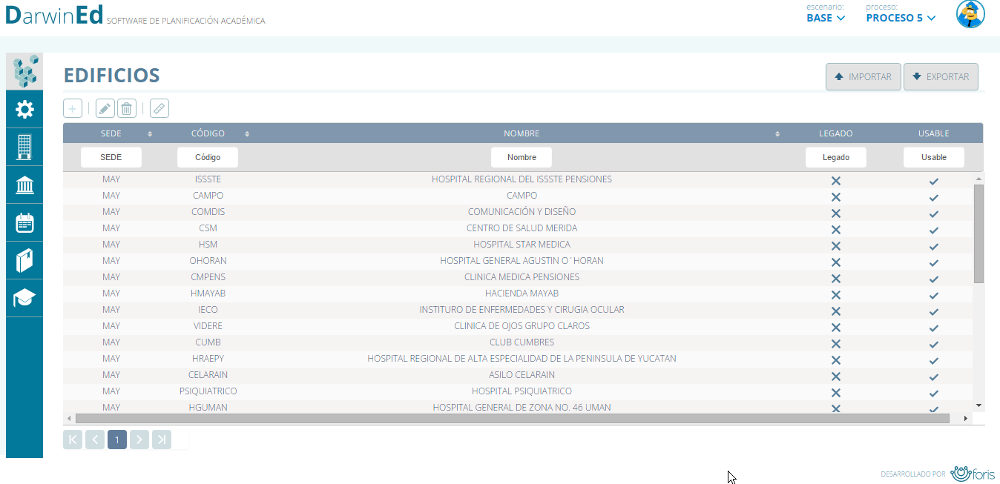 DarwinEd SOFTWARE DE PLANIFICACIÓN ACADÉMICA
escenario: proceso:
BASE PROCESO 5
EDIFICIOS
IMPORTAR EXPORTAR
SEDE CÓDIGO NOMBRE LEGADO USABLE
SEDE Código Nombre Legado Usable
MAY ISSSTE HOSPITAL REGIONAL DEL ISSSTE PENSIONES
MAY CAMPO CAMPO
MAY COMDIS COMUNICACIÓN Y DISEÑO
MAY CSM CENTRO DE SALUD MERIDA
MAY HSM HOSPITAL STAR MEDICA
MAY OHORAN HOSPITAL GENERAL AGUSTIN O´HORAN
MAY CMPENS CLINICA MEDICA PENSIONES
MAY HMAYAB HACIENDA MAYAB
MAY IECO INSTITURO DE ENFERMEDADES Y CIRUGIA OCULAR
MAY VIDERE CLINICA DE OJOS GRUPO CLAROS
MAY CUMB CLUB CUMBRES
MAY HRAEPY HOSPITAL REGIONAL DE ALTA ESPECIALIDAD DE LA PENINSULA DE YUCATAN
MAY CELARAIN ASILO CELARAIN
MAY PSIQUIATRICO HOSPITAL PSIQUIATRICO
MAY HGUMAN HOSPITAL GENERAL DE ZONA NO. 46 UMAN
1
DESARROLLADO POR foris